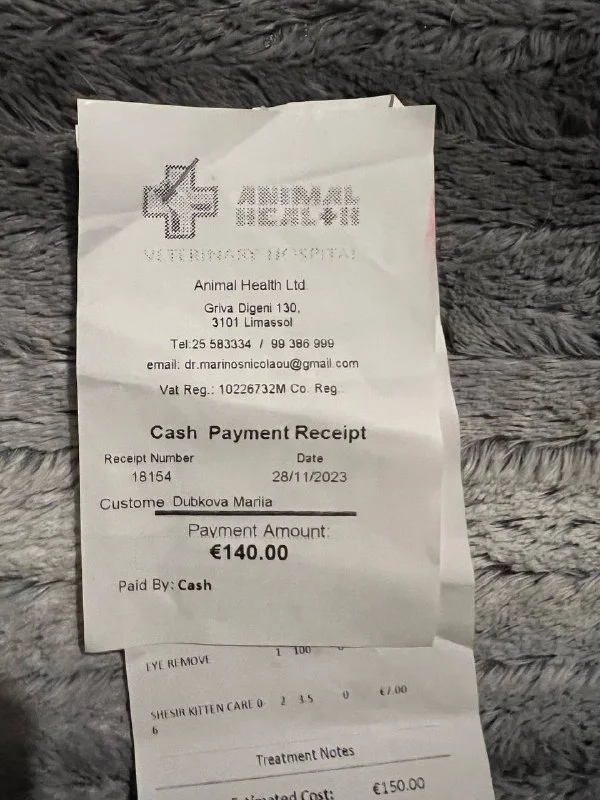 ANIMAL
HEALTH
VETERINARY HOSPITAL
Animal Health Ltd
Griva Digeni 130,
3101 Limassol
Tel:25 583334 / 99 386 999
email: dr.marinosnicolaou@gmail.com
Vat Reg.: 10226732M Co. Reg.:
Cash Payment Receipt
Receipt Number Date
18154 28/11/2023
Custome Dubkova Mariia
Payment Amount:
€140.00
Paid By: Cash
EYE REMOVE 1 100
SHESIR KITTEN CARE 0 2 3.5 0 €7.00
6
Treatment Notes
Estimated Cost: €150.00